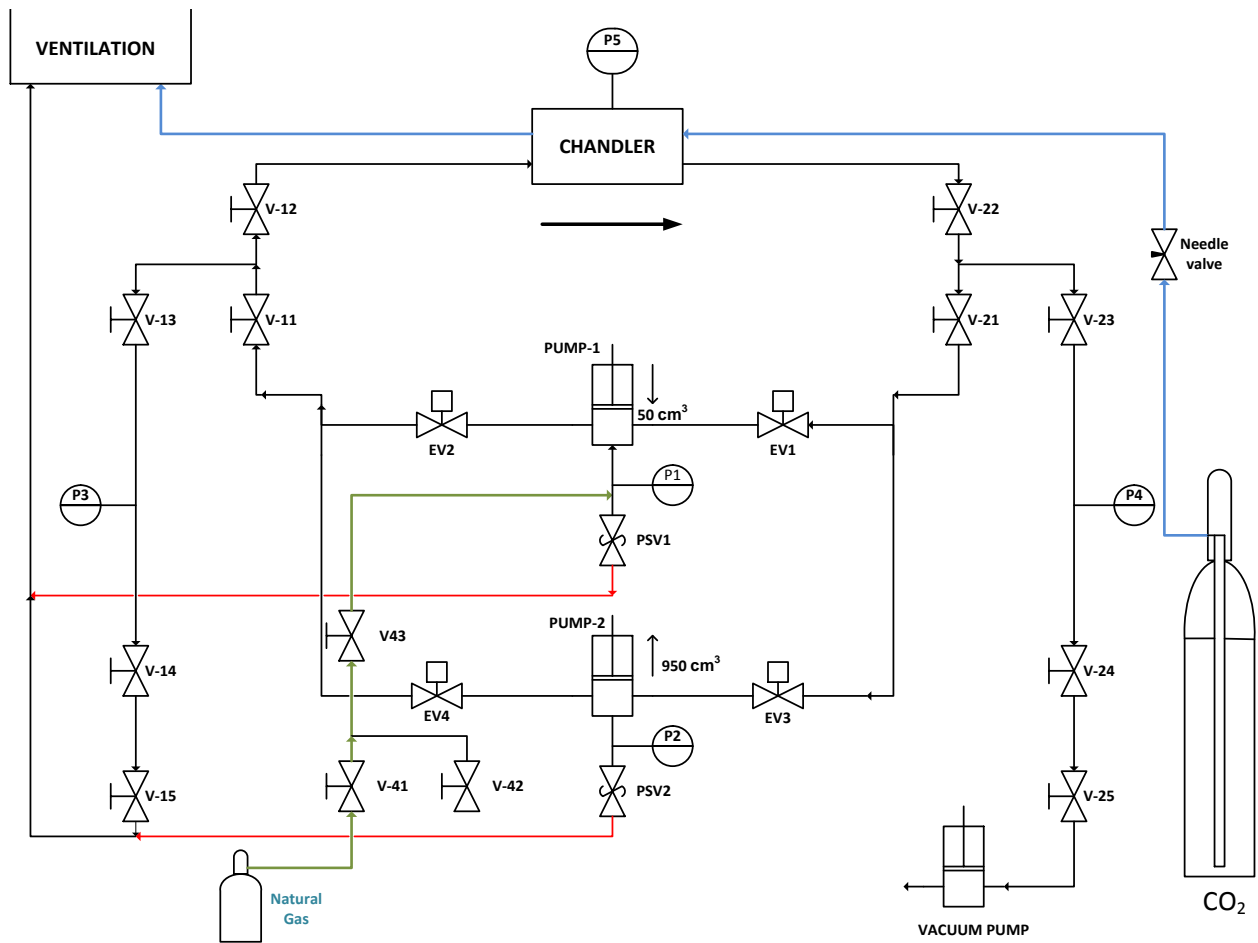 P5
VENTILATION
CHANDLER
V-12
V-22
Needle
valve
V-13
V-11
V-21
V-23
PUMP-1
50 cm³
EV2
EV1
P1
P3
P4
PSV1
PUMP-2
V43
950 cm³
V-14
V-24
EV4
EV3
P2
V-41
V-42
PSV2
V-15
V-25
Natural
Gas
CO₂
VACUUM PUMP